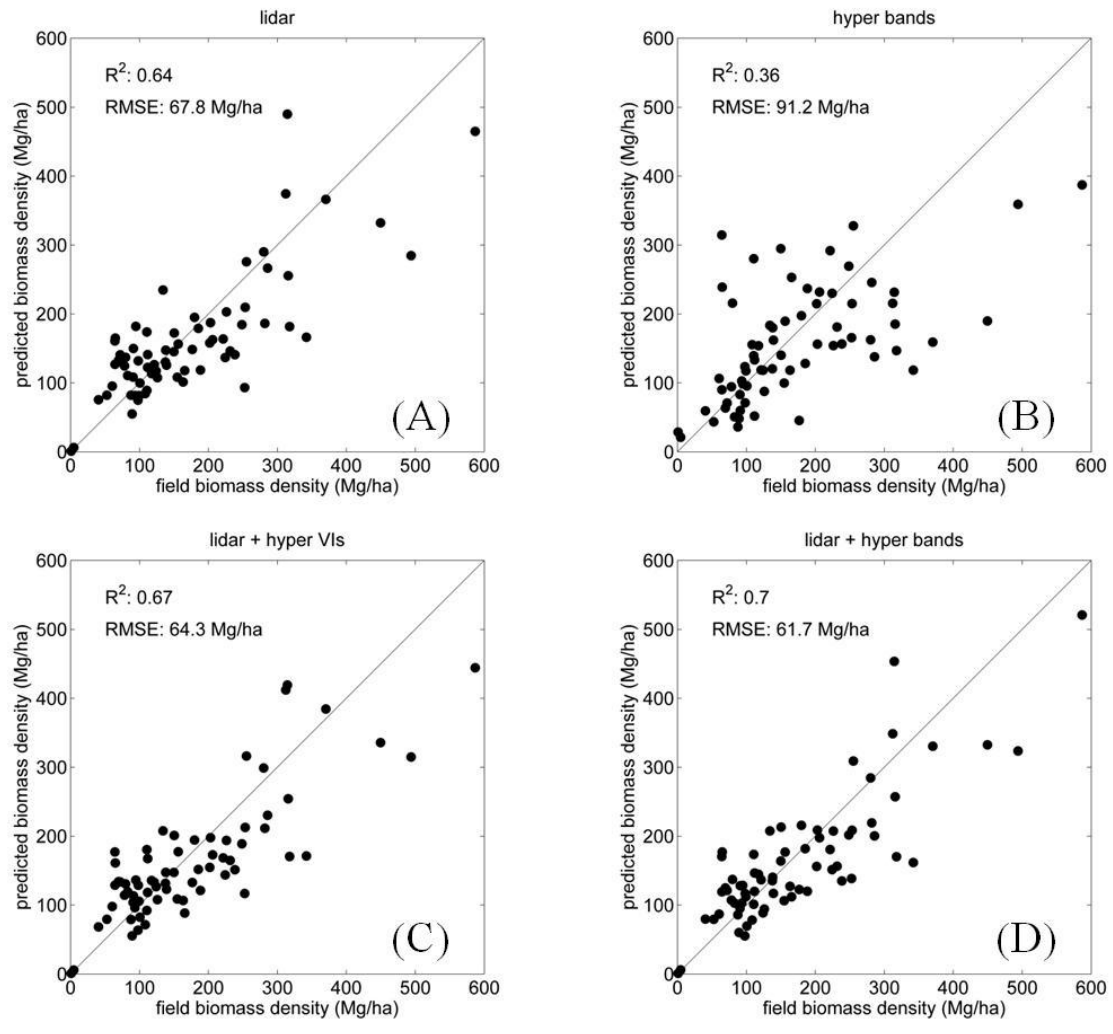 lidar
600
500
400
300
200
100
0
0 100 200 300 400 500 600
predicted biomass density (Mg/ha)
field biomass density (Mg/ha)
R²: 0.64
RMSE: 67.8 Mg/ha
(A)
hyper bands
600
500
400
300
200
100
0
0 100 200 300 400 500 600
predicted biomass density (Mg/ha)
field biomass density (Mg/ha)
R²: 0.36
RMSE: 91.2 Mg/ha
(B)
lidar + hyper VIs
600
500
400
300
200
100
0
0 100 200 300 400 500 600
predicted biomass density (Mg/ha)
field biomass density (Mg/ha)
R²: 0.67
RMSE: 64.3 Mg/ha
(C)
lidar + hyper bands
600
500
400
300
200
100
0
0 100 200 300 400 500 600
predicted biomass density (Mg/ha)
field biomass density (Mg/ha)
R²: 0.7
RMSE: 61.7 Mg/ha
(D)